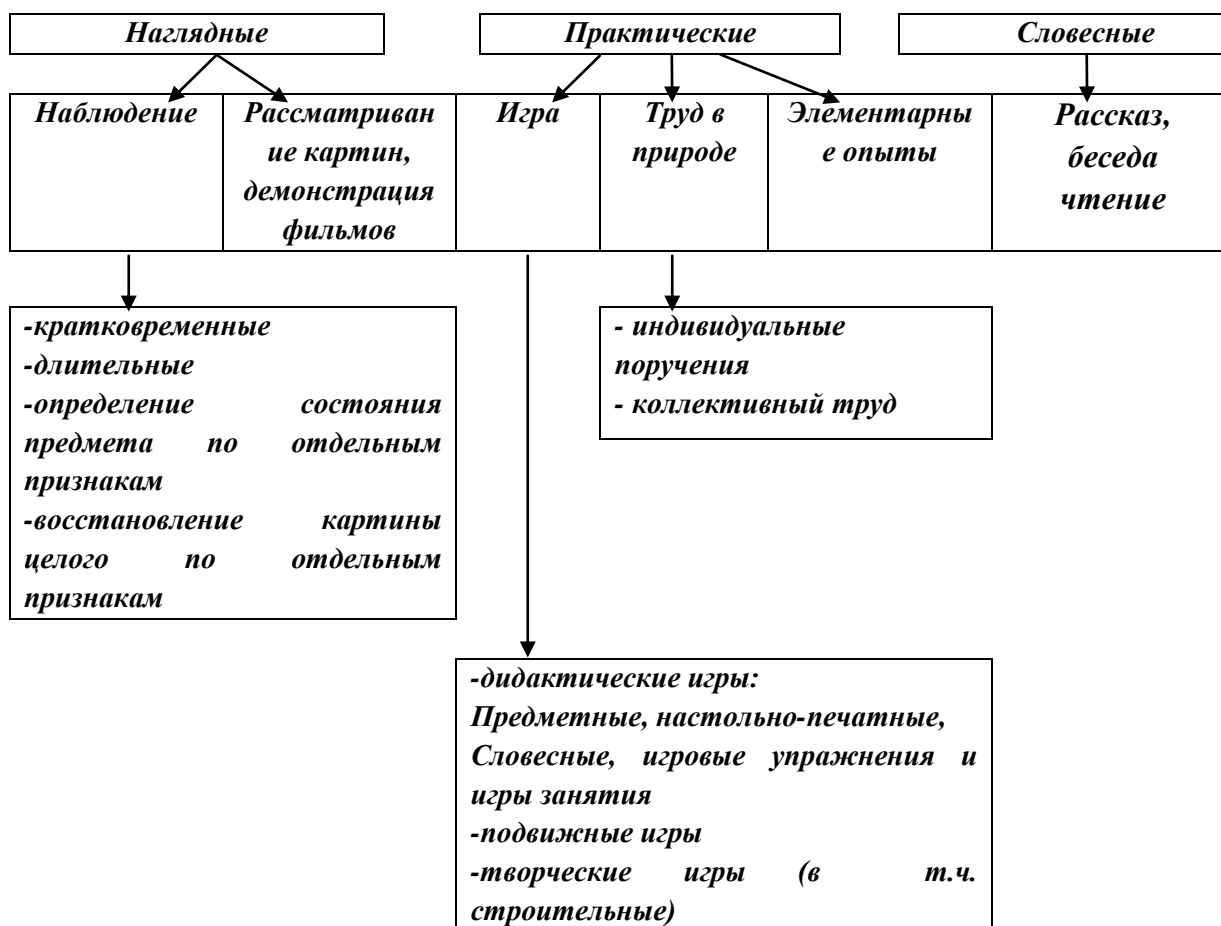 Наглядные
Практические
Словесные
Наблюдение
Рассматриван
ие картин,
демонстрация
фильмов
Игра
Труд в
природе
Элементарны
е опыты
Рассказ,
беседа
чтение
-кратковременные
-длительные
-определение состояния
предмета по отдельным
признакам
-восстановление картины
целого по отдельным
признакам
- индивидуальные
поручения
- коллективный труд
-дидактические игры:
Предметные, настольно-печатные,
Словесные, игровые упражнения и
игры занятия
-подвижные игры
-творческие игры (в т.ч.
строительные)